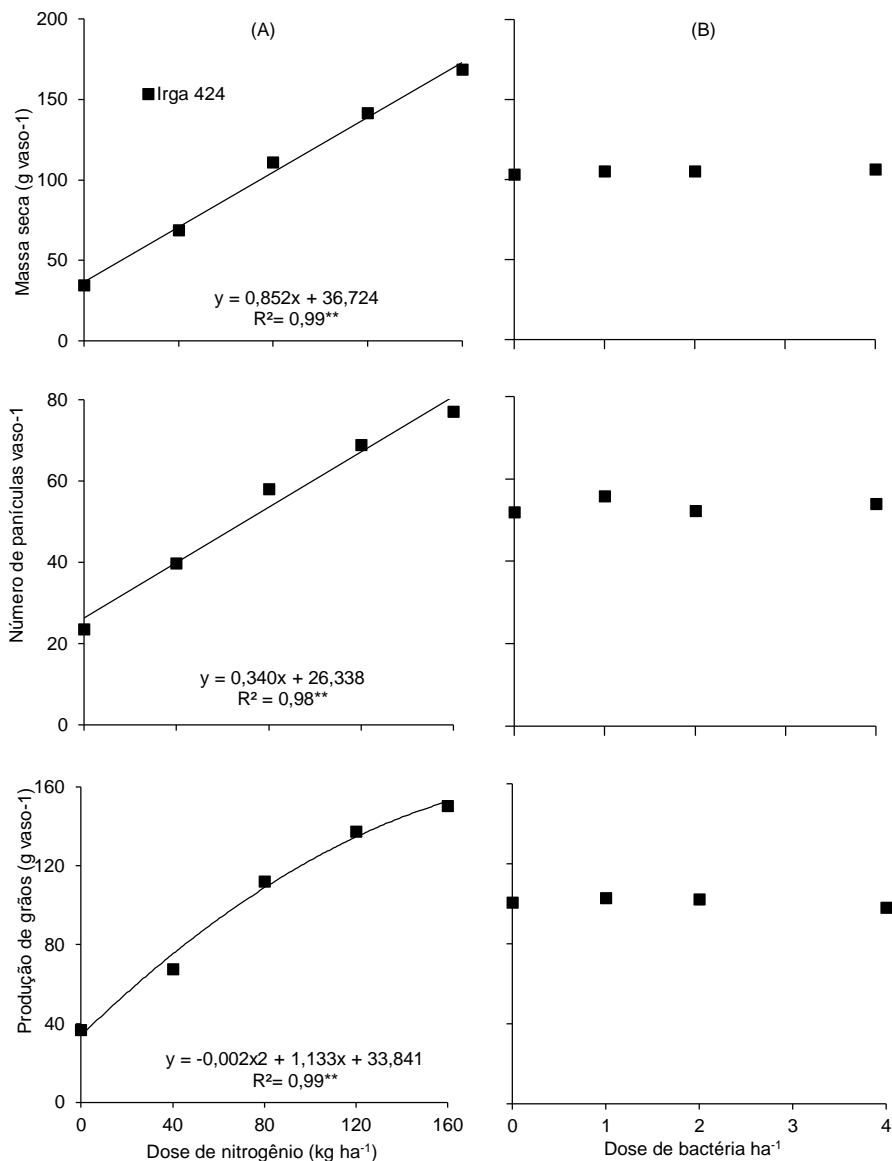 (A)
(B)
200
150
100
50
0
Massa seca (g vaso-1)
Irga 424
y = 0,852x + 36,724
R²= 0,99**
80
60
40
20
0
Número de panículas vaso-1
y = 0,340x + 26,338
R² = 0,98**
160
120
80
40
0
Produção de grãos (g vaso-1)
y = -0,002x2 + 1,133x + 33,841
R²= 0,99**
0 40 80 120 160
Dose de nitrogênio (kg ha⁻¹)
0 1 2 3 4
Dose de bactéria ha⁻¹